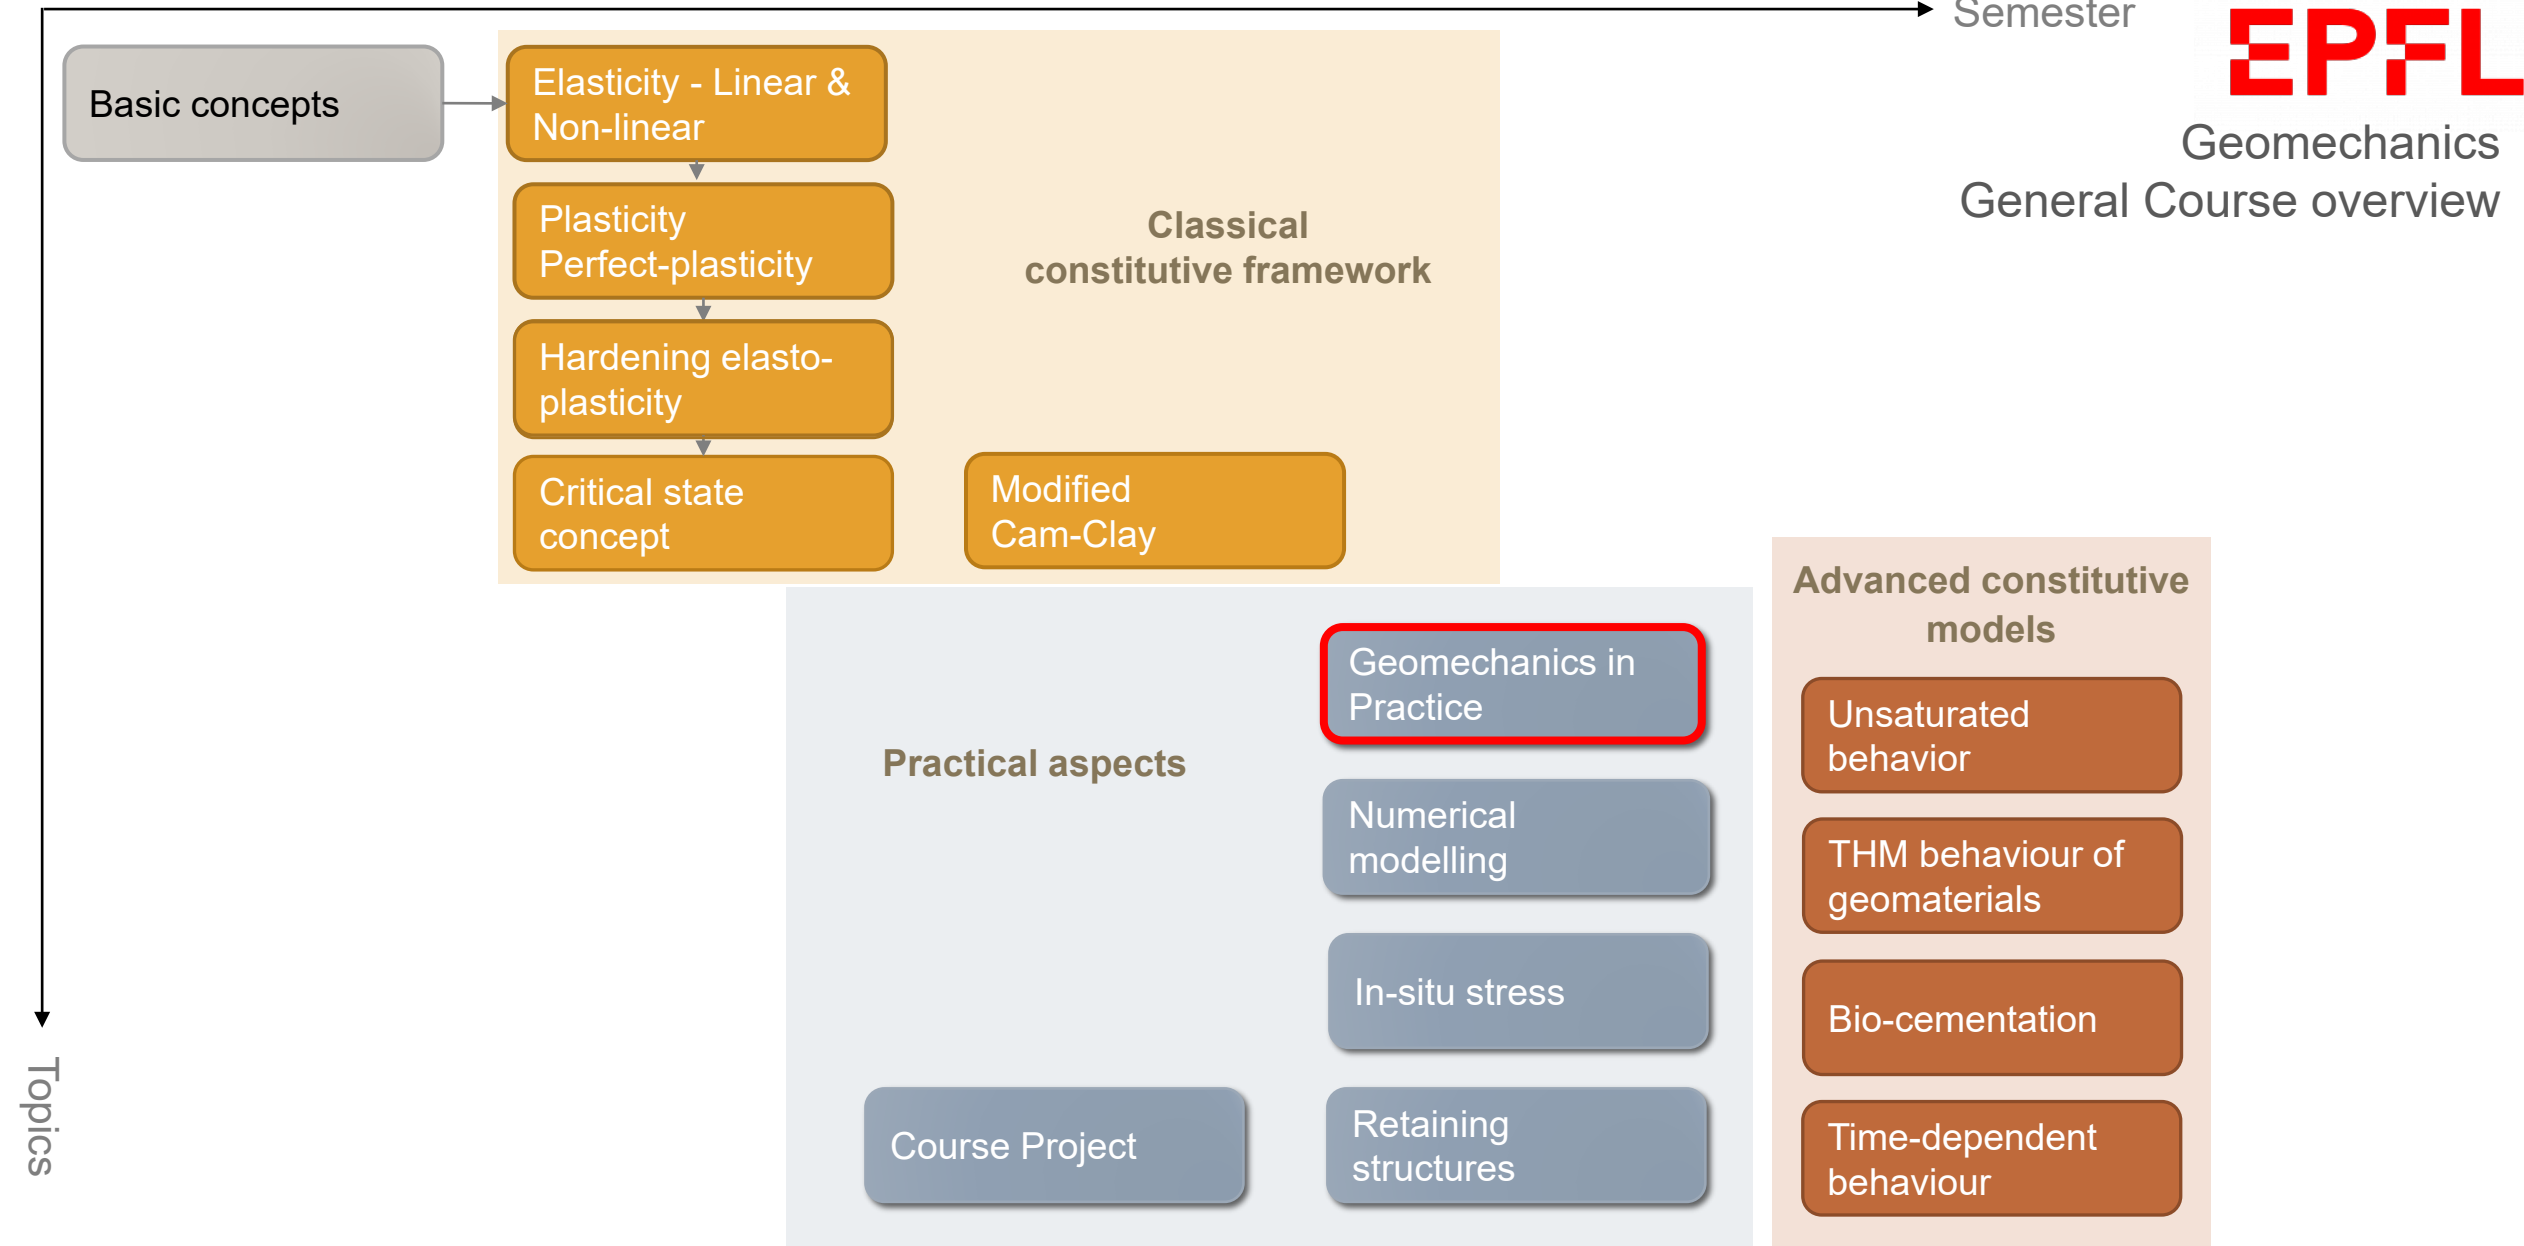 Semester
EPFL
Geomechanics
General Course overview
Basic concepts
Elasticity - Linear &
Non-linear
Plasticity
Perfect-plasticity
Hardening elasto-
plasticity
Critical state
concept
Classical
constitutive framework
Modified
Cam-Clay
Practical aspects
Geomechanics in
Practice
Numerical
modelling
In-situ stress
Course Project
Retaining
structures
Advanced constitutive
models
Unsaturated
behavior
THM behaviour of
geomaterials
Bio-cementation
Time-dependent
behaviour
Topics